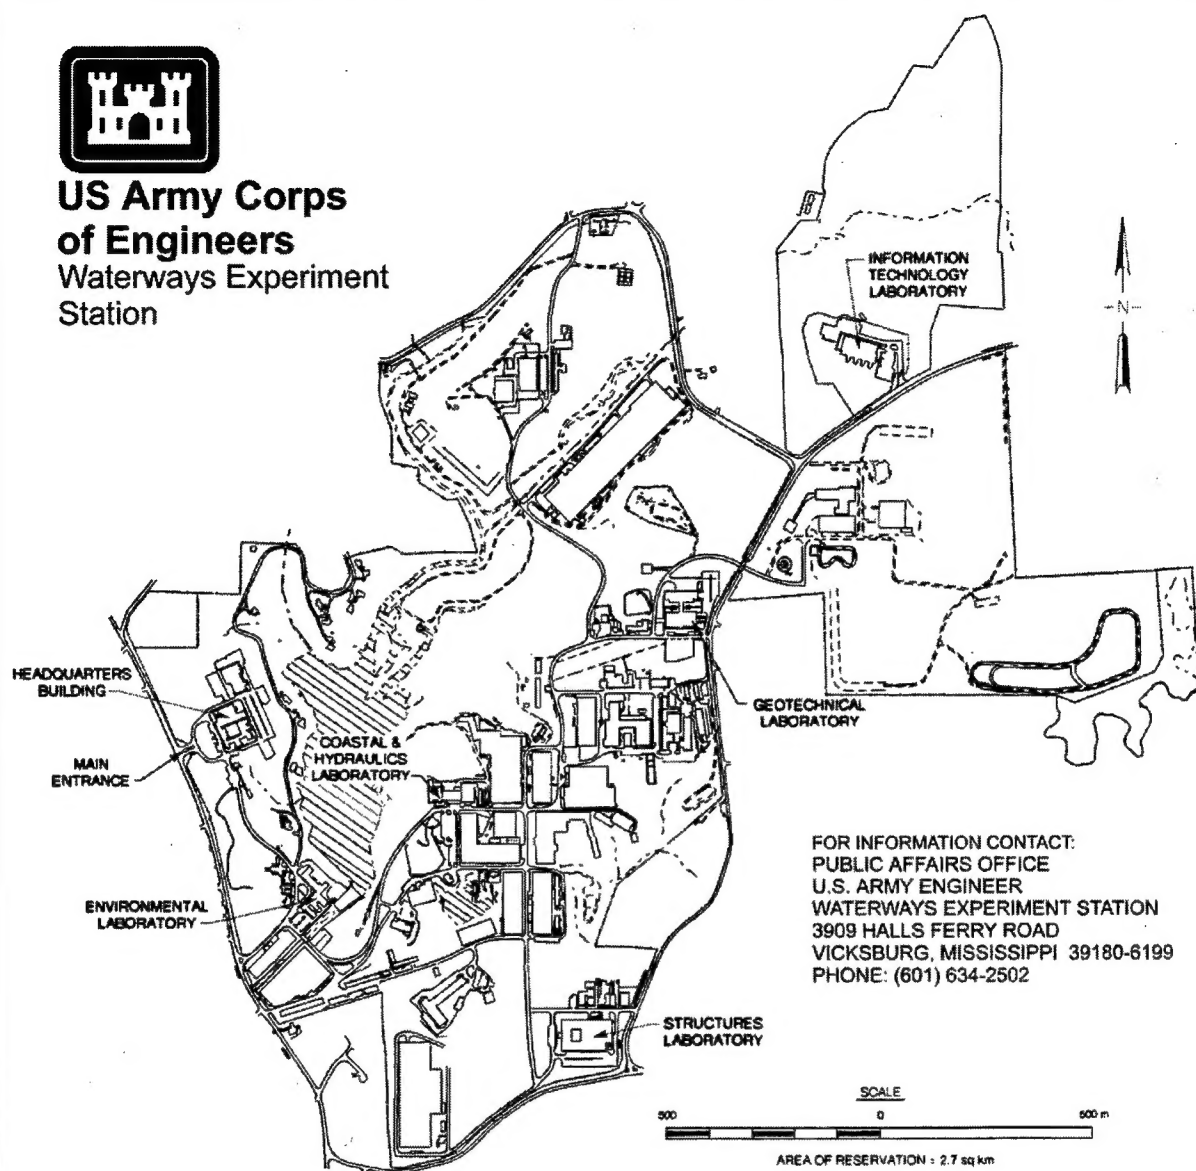 US Army Corps
of Engineers
Waterways Experiment
Station
INFORMATION
TECHNOLOGY
LABORATORY
N
HEADQUARTERS
BUILDING
MAIN
ENTRANCE
COASTAL &
HYDRAULICS
LABORATORY
GEOTECHNICAL
LABORATORY
ENVIRONMENTAL
LABORATORY
STRUCTURES
LABORATORY
FOR INFORMATION CONTACT:
PUBLIC AFFAIRS OFFICE
U.S. ARMY ENGINEER
WATERWAYS EXPERIMENT STATION
3909 HALLS FERRY ROAD
VICKSBURG, MISSISSIPPI 39180-6199
PHONE: (601) 634-2502
SCALE
500 0 500 m
AREA OF RESERVATION = 2.7 sq km